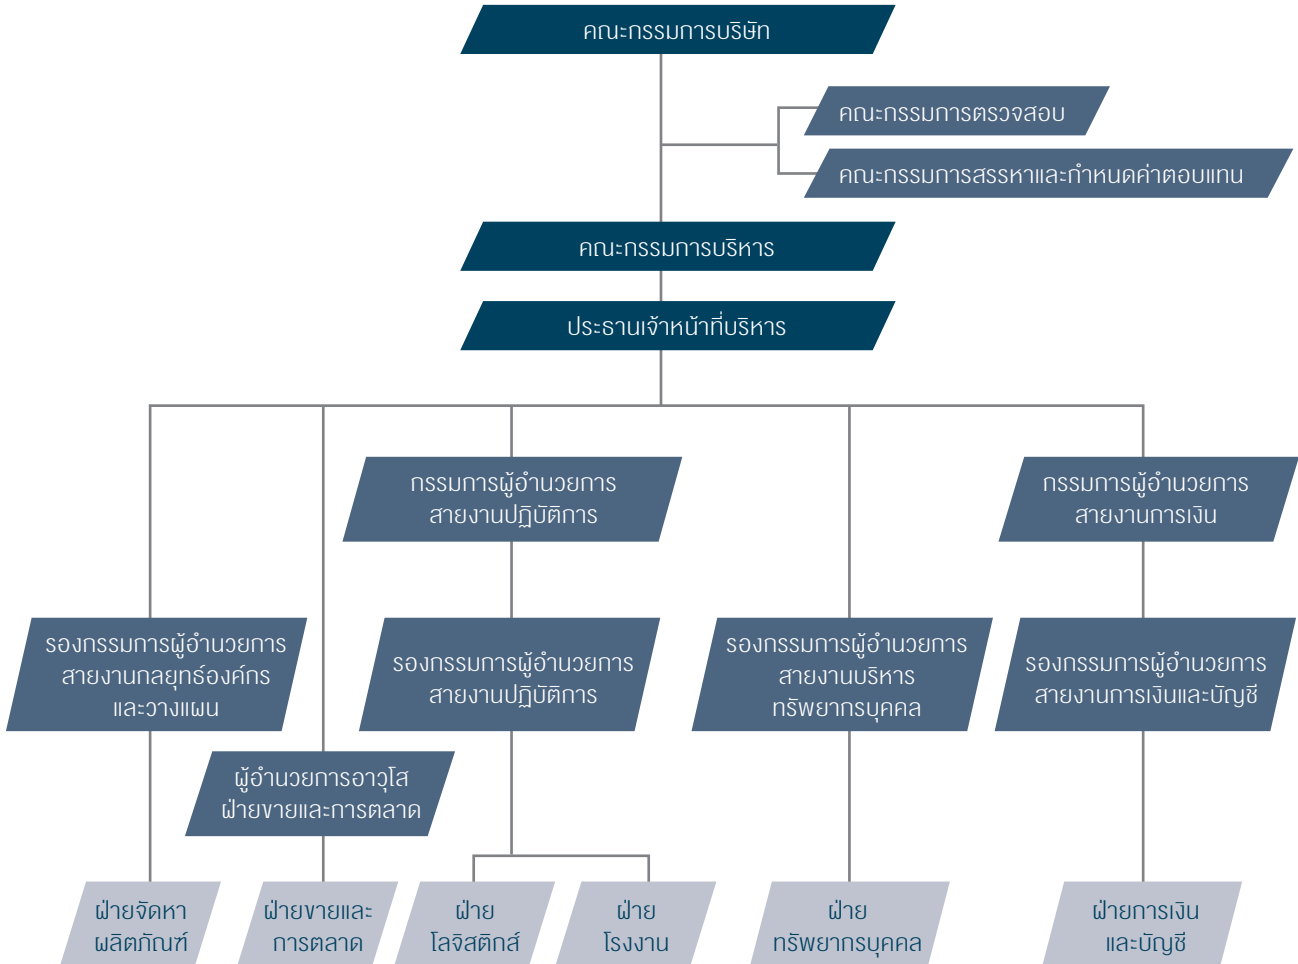 คณะกรรมการบริษัท
คณะกรรมการตรวจสอบ
คณะกรรมการสรรหาและกำหนดค่าตอบแทน
คณะกรรมการบริหาร
ประธานเจ้าหน้าที่บริหาร
กรรมการผู้อำนวยการ
สายงานปฏิบัติการ
กรรมการผู้อำนวยการ
สายงานการเงิน
รองกรรมการผู้อำนวยการ
สายงานกลยุทธ์องค์กร
และวางแผน
รองกรรมการผู้อำนวยการ
สายงานปฏิบัติการ
รองกรรมการผู้อำนวยการ
สายงานบริหาร
ทรัพยากรบุคคล
รองกรรมการผู้อำนวยการ
สายงานการเงินและบัญชี
ผู้อำนวยการอาวุโส
ฝ่ายขายและการตลาด
ฝ่ายจัดหา
ผลิตภัณฑ์
ฝ่ายขายและ
การตลาด
ฝ่าย
โลจิสติกส์
ฝ่าย
โรงงาน
ฝ่าย
ทรัพยากรบุคคล
ฝ่ายการเงิน
และบัญชี